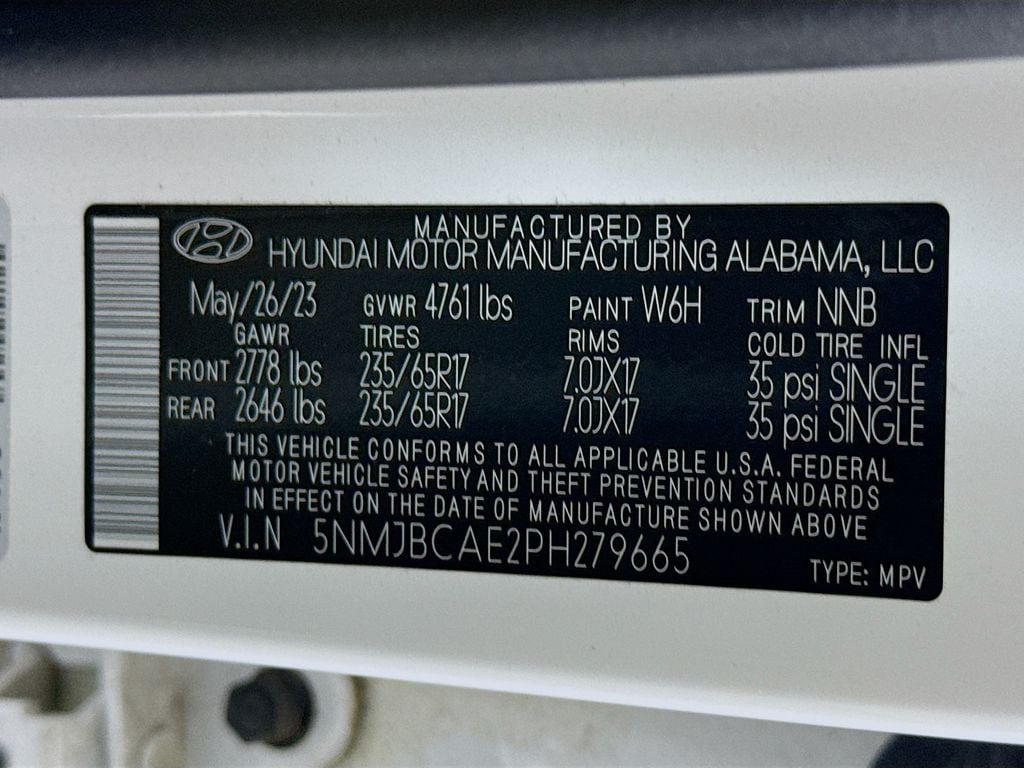 MANUFACTURED BY
HYUNDAI MOTOR MANUFACTURING ALABAMA, LLC
May/26/23 GVWR 4761 lbs PAINT W6H TRIM NNB
GAWR TIRES RIMS COLD TIRE INFL
FRONT 2778 lbs 235/65R17 7.0JX17 35 psi SINGLE
REAR 2646 lbs 235/65R17 7.0JX17 35 psi SINGLE
THIS VEHICLE CONFORMS TO ALL APPLICABLE U.S.A. FEDERAL
MOTOR VEHICLE SAFETY AND THEFT PREVENTION STANDARDS
IN EFFECT ON THE DATE OF MANUFACTURE SHOWN ABOVE
V.I.N 5NMJBCAE2PH279665
TYPE: MPV